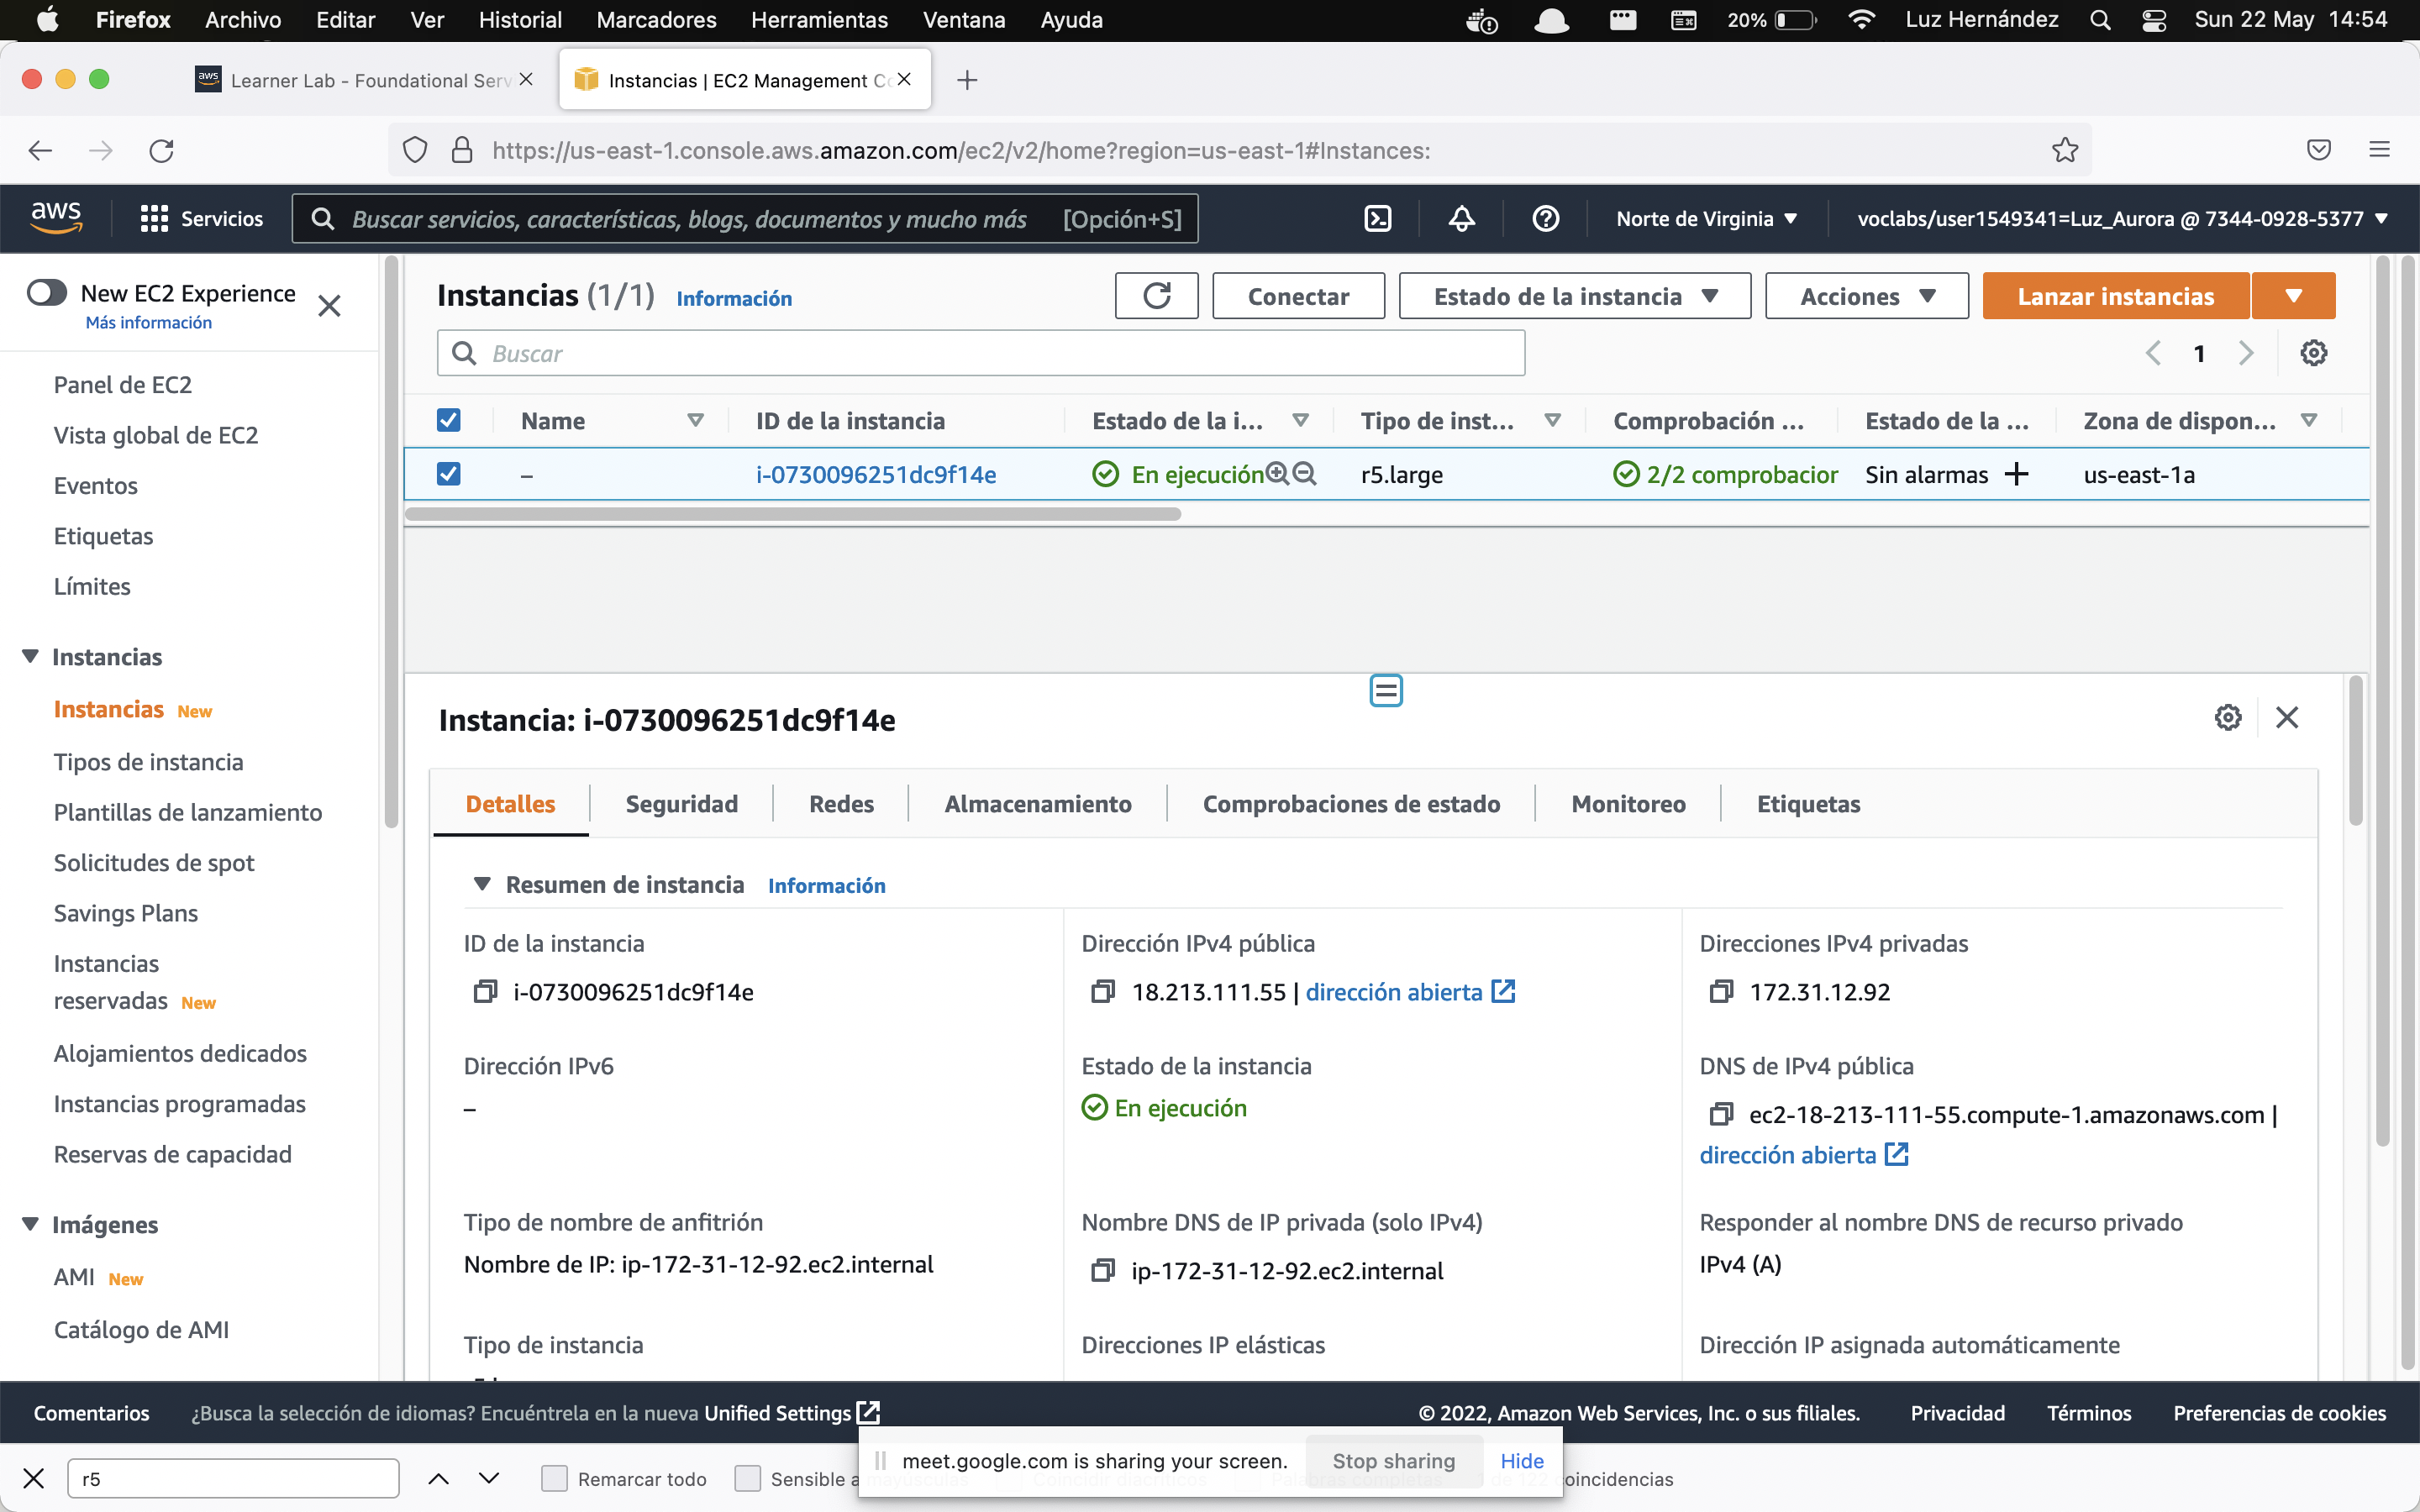 Firefox Archivo Editar Ver Historial Marcadores Herramientas Ventana Ayuda 20% Luz Hernández Sun 22 May 14:54
aws Learner Lab - Foundational Serv Instancias | EC2 Management Co
https://us-east-1.console.aws.amazon.com/ec2/v2/home?region=us-east-1#Instances:
aws Servicios Buscar servicios, características, blogs, documentos y mucho más [Opción+S] Norte de Virginia voclabs/user1549341=Luz_Aurora @ 7344-0928-5377
New EC2 Experience
Más información
Panel de EC2
Vista global de EC2
Eventos
Etiquetas
Límites
Instancias
Instancias New
Tipos de instancia
Plantillas de lanzamiento
Solicitudes de spot
Savings Plans
Instancias
reservadas New
Alojamientos dedicados
Instancias programadas
Reservas de capacidad
Imágenes
AMI New
Catálogo de AMI
Instancias (1/1) Información Conectar Estado de la instancia Acciones Lanzar instancias
Buscar 1
Name ID de la instancia Estado de la i... Tipo de inst... Comprobación ... Estado de la ... Zona de dispon...
– i-0730096251dc9f14e En ejecución r5.large 2/2 comprobacior Sin alarmas us-east-1a
Instancia: i-0730096251dc9f14e
Detalles Seguridad Redes Almacenamiento Comprobaciones de estado Monitoreo Etiquetas
Resumen de instancia Información
ID de la instancia
i-0730096251dc9f14e
Dirección IPv4 pública
18.213.111.55 | dirección abierta
Direcciones IPv4 privadas
172.31.12.92
Dirección IPv6
–
Estado de la instancia
En ejecución
DNS de IPv4 pública
ec2-18-213-111-55.compute-1.amazonaws.com |
dirección abierta
Tipo de nombre de anfitrión
Nombre de IP: ip-172-31-12-92.ec2.internal
Nombre DNS de IP privada (solo IPv4)
ip-172-31-12-92.ec2.internal
Responder al nombre DNS de recurso privado
IPv4 (A)
Tipo de instancia
Direcciones IP elásticas
Dirección IP asignada automáticamente
Comentarios ¿Busca la selección de idiomas? Encuéntrela en la nueva Unified Settings © 2022, Amazon Web Services, Inc. o sus filiales. Privacidad Términos Preferencias de cookies
meet.google.com is sharing your screen. Stop sharing Hide
r5 Remarcar todo Sensible a mayúsculas Coincidir diacríticos Palabras completas de 122 coincidencias